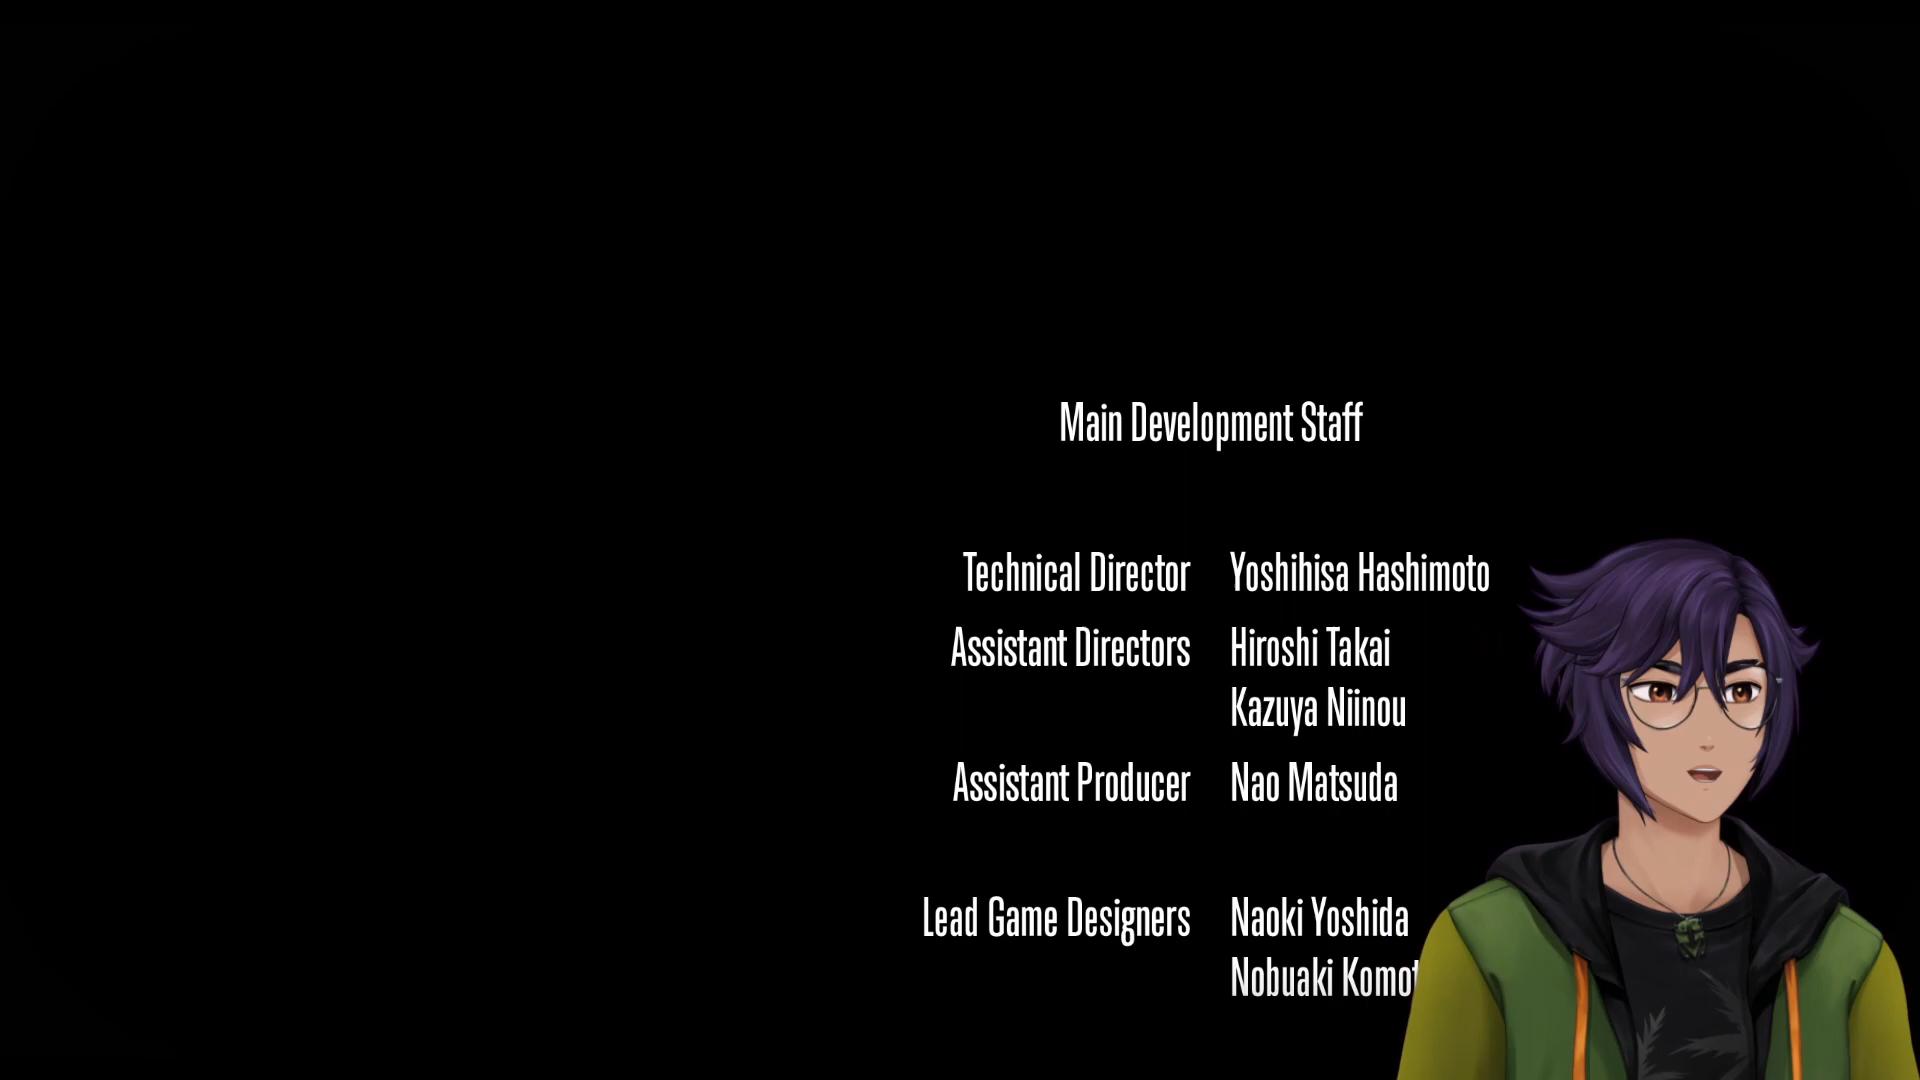 Main Development Staff
Technical Director Yoshihisa Hashimoto
Assistant Directors Hiroshi Takai
Kazuya Niinou
Assistant Producer Nao Matsuda
Lead Game Designers Naoki Yoshida
Nobuaki